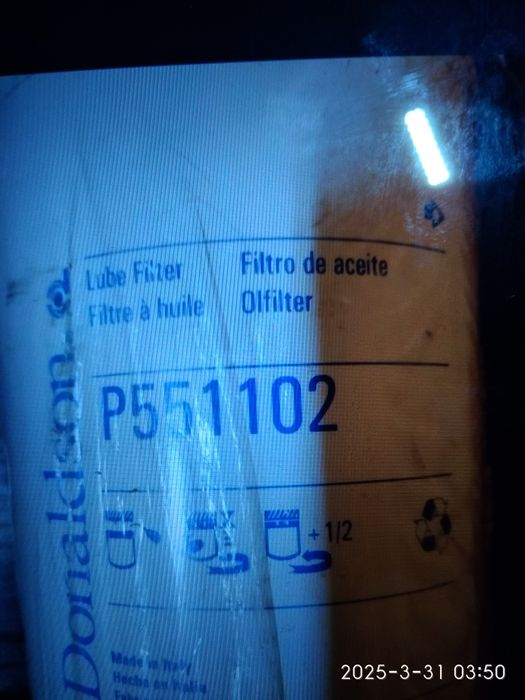 Lube Filter
Filtre à huile
Filtro de aceite
Olfilter
P551102
+ 1/2
Donaldson
Made in Italy
Hecho en Italia
2025-3-31 03:50